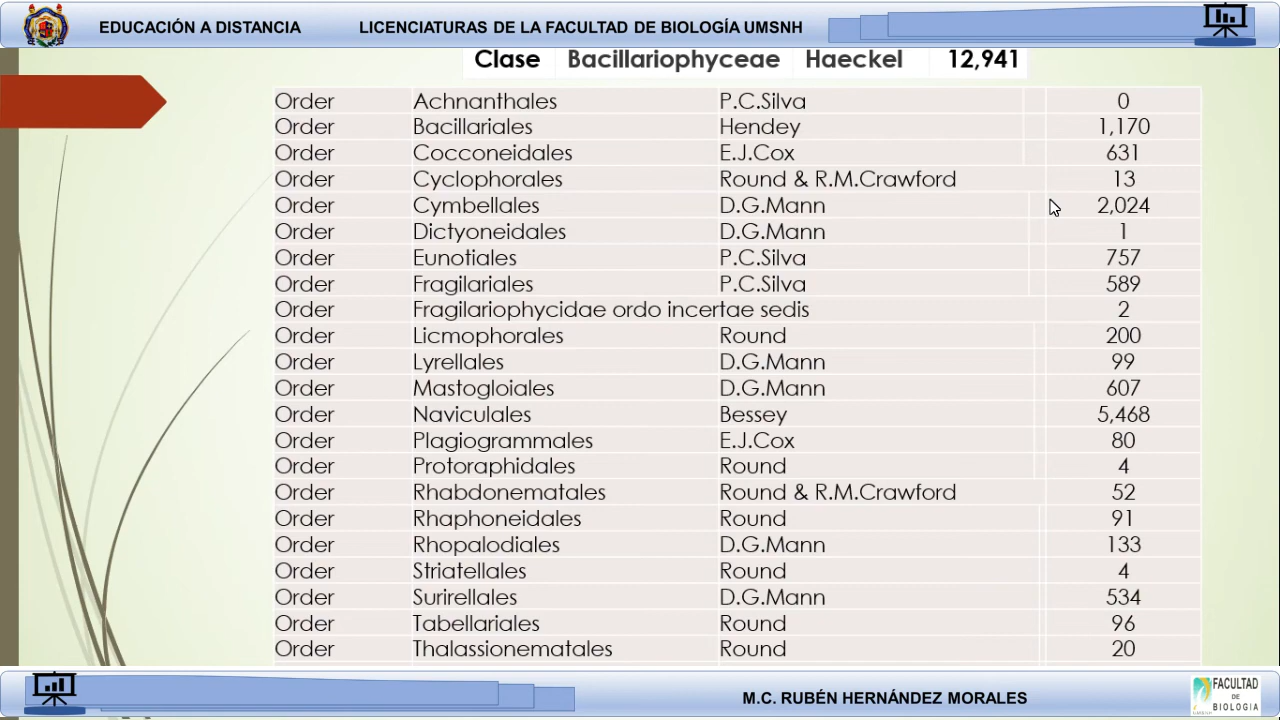 EDUCACIÓN A DISTANCIA LICENCIATURAS DE LA FACULTAD DE BIOLOGÍA UMSNH
Clase Bacillariophyceae Haeckel 12,941
Order Achnanthales P.C.Silva 0
Order Bacillariales Hendey 1,170
Order Cocconeidales E.J.Cox 631
Order Cyclophorales Round & R.M.Crawford 13
Order Cymbellales D.G.Mann 2,024
Order Dictyoneidales D.G.Mann 1
Order Eunotiales P.C.Silva 757
Order Fragilariales P.C.Silva 589
Order Fragilariophycidae ordo incertae sedis 2
Order Licmophorales Round 200
Order Lyrellales D.G.Mann 99
Order Mastogloiales D.G.Mann 607
Order Naviculales Bessey 5,468
Order Plagiogrammales E.J.Cox 80
Order Protoraphidales Round 4
Order Rhabdonematales Round & R.M.Crawford 52
Order Rhaphoneidales Round 91
Order Rhopalodiales D.G.Mann 133
Order Striatellales Round 4
Order Surirellales D.G.Mann 534
Order Tabellariales Round 96
Order Thalassionematales Round 20
M.C. RUBÉN HERNÁNDEZ MORALES
FACULTAD
DE
BIOLOGIA